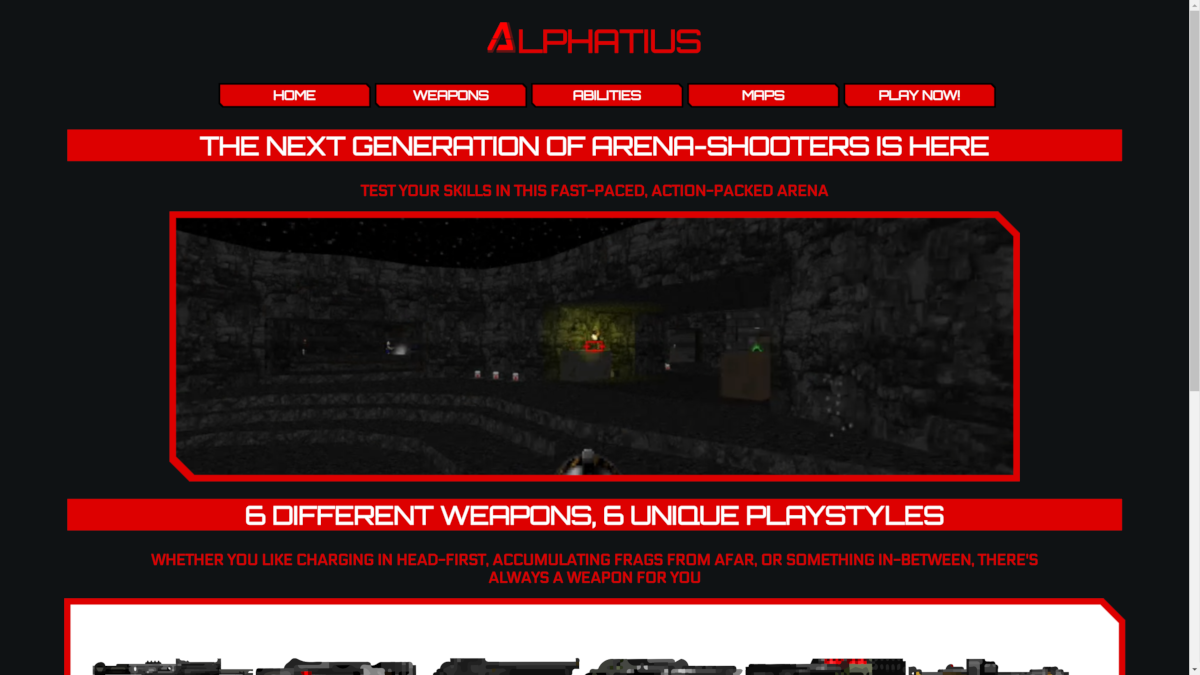 ALPHATIUS
HOME
WEAPONS
ABILITIES
MAPS
PLAY NOW!
THE NEXT GENERATION OF ARENA-SHOOTERS IS HERE
TEST YOUR SKILLS IN THIS FAST-PACED, ACTION-PACKED ARENA
6 DIFFERENT WEAPONS, 6 UNIQUE PLAYSTYLES
WHETHER YOU LIKE CHARGING IN HEAD-FIRST, ACCUMULATING FRAGS FROM AFAR, OR SOMETHING IN-BETWEEN, THERE'S
ALWAYS A WEAPON FOR YOU